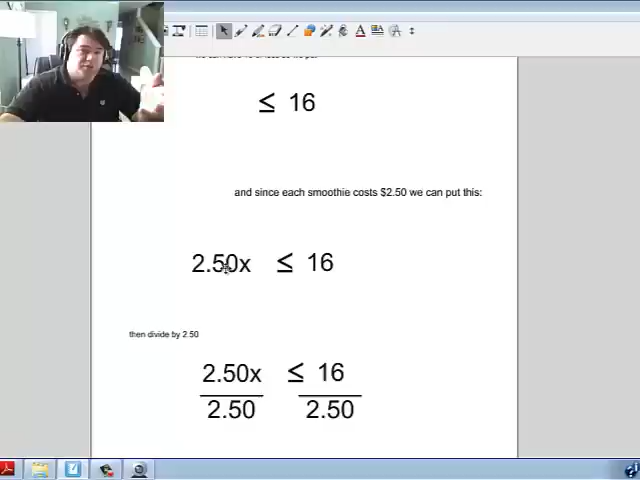 ≤ 16
and since each smoothie costs $2.50 we can put this:
2.50x ≤ 16
then divide by 2.50
2.50x ≤ 16
2.50 2.50